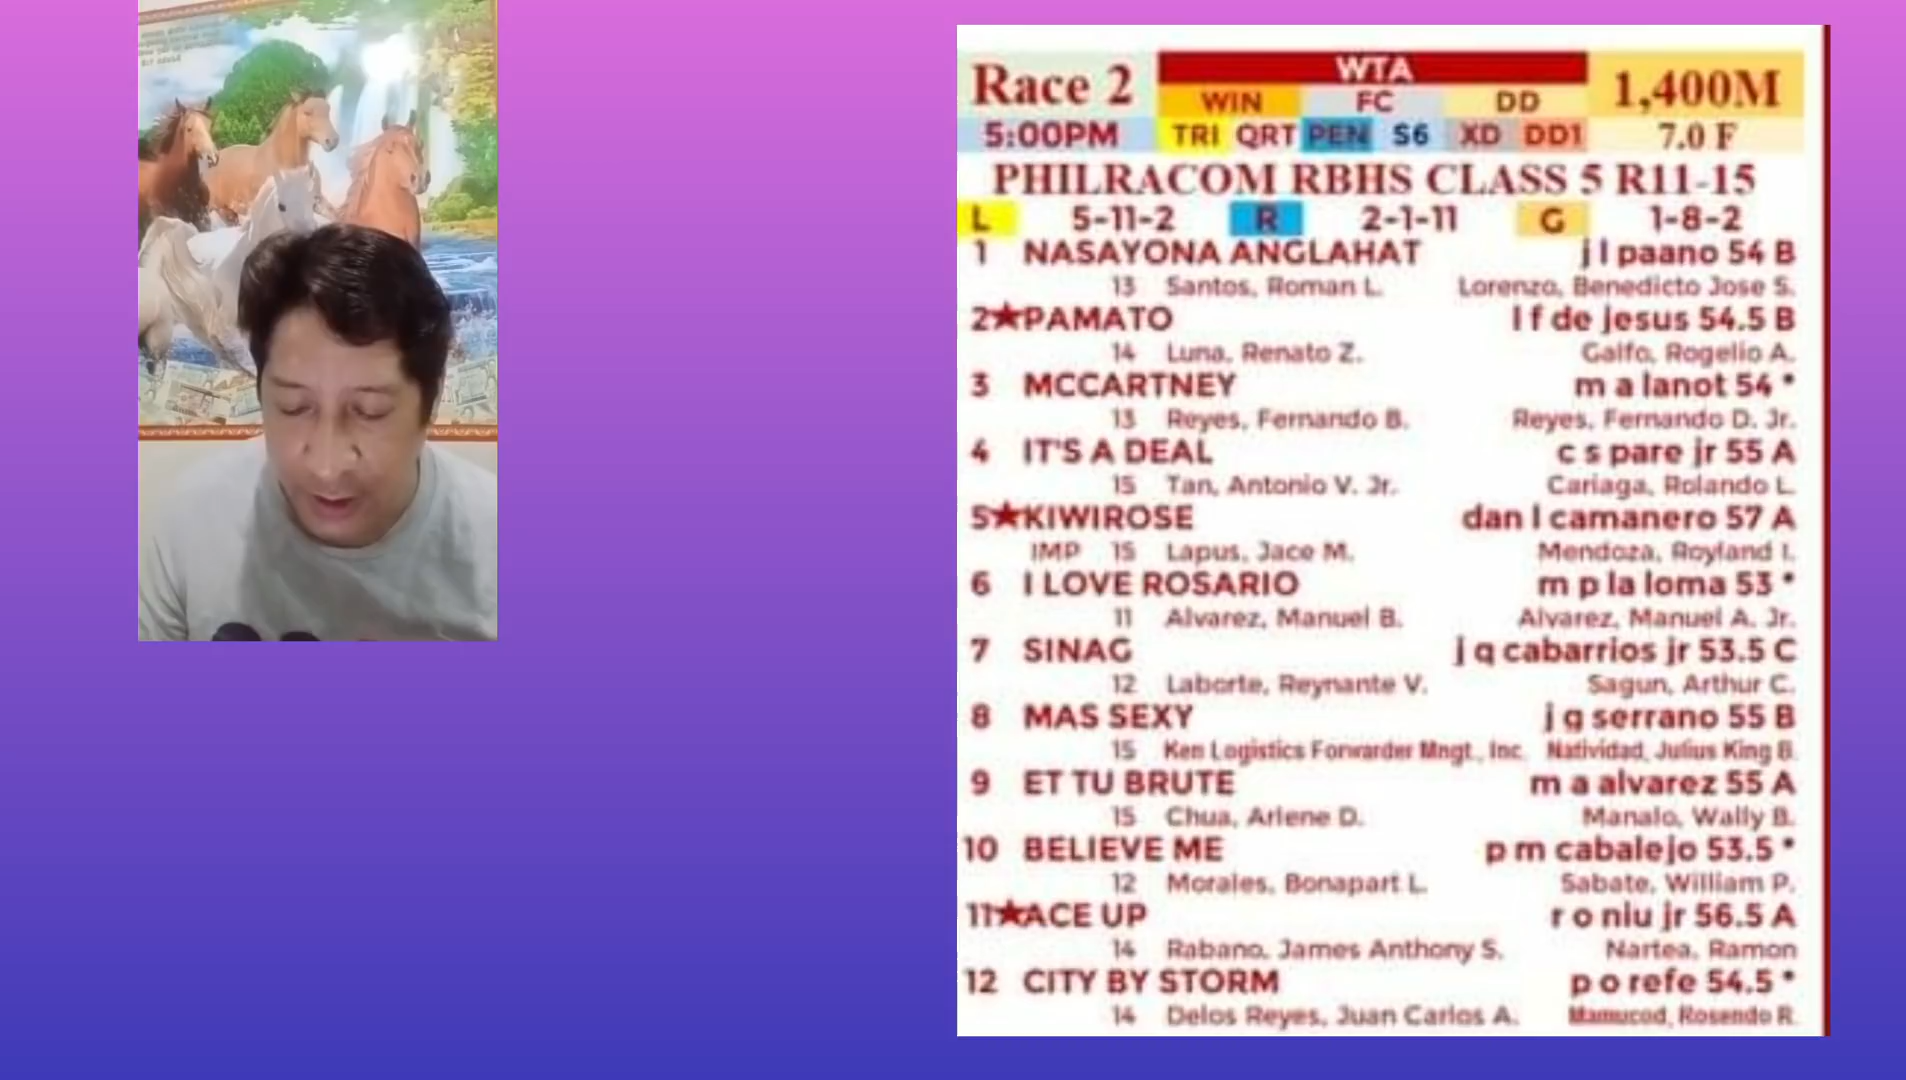 Race 2 WTA 1,400M
WIN FC DD
5:00PM TRI QRT PEN S6 XD DD1 7.0 F
PHILRACOM RBHS CLASS 5 R11-15
L 5-11-2 R 2-1-11 G 1-8-2
1 NASAYONA ANGLAHAT j l paano 54 B
13 Santos, Roman L. Lorenzo, Benedicto Jose S.
2★PAMATO l f de jesus 54.5 B
14 Luna, Renato Z. Galfo, Rogelio A.
3 MCCARTNEY m a lanot 54 *
13 Reyes, Fernando B. Reyes, Fernando D. Jr.
4 IT'S A DEAL c s pare jr 55 A
15 Tan, Antonio V. Jr. Cariaga, Rolando L.
5★KIWIROSE dan l camanero 57 A
IMP 15 Lapus, Jace M. Mendoza, Royland I.
6 I LOVE ROSARIO m p la loma 53 *
11 Alvarez, Manuel B. Alvarez, Manuel A. Jr.
7 SINAG j q cabarrios jr 53.5 C
12 Laborte, Reynante V. Sagun, Arthur C.
8 MAS SEXY j g serrano 55 B
15 Ken Logistics Forwarder Mngt., Inc. Natividad, Julius King B.
9 ET TU BRUTE m a alvarez 55 A
15 Chua, Arlene D. Manalo, Wally B.
10 BELIEVE ME p m cabalejo 53.5 *
12 Morales, Bonapart L. Sabate, William P.
11★ACE UP r o niu jr 56.5 A
14 Rabano, James Anthony S. Nartea, Ramon
12 CITY BY STORM p o refe 54.5 *
14 Delos Reyes, Juan Carlos A. Mamucod, Rosendo R.